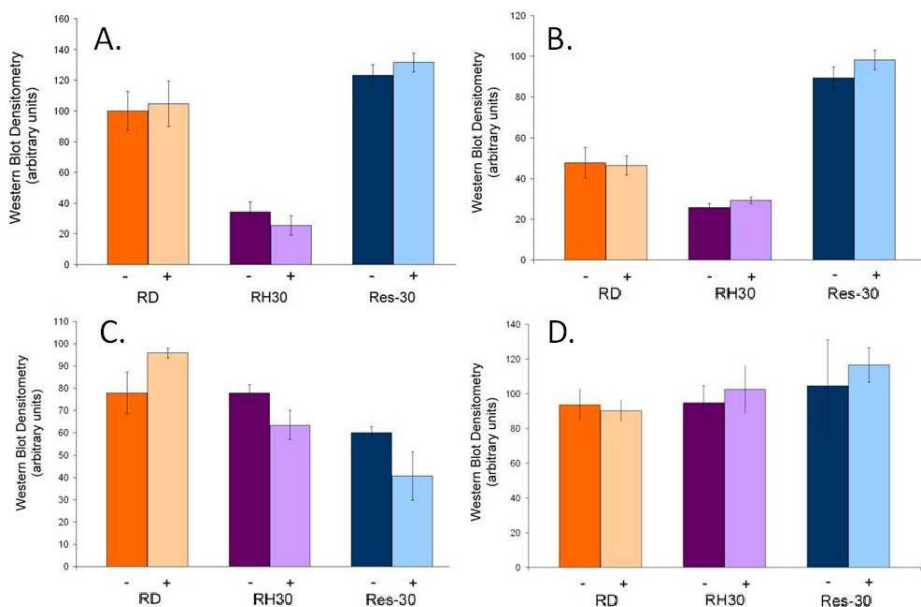 A.
Western Blot Densitometry
(arbitrary units)
160
140
120
100
80
60
40
20
0
- + - + - +
RD RH30 Res-30
B.
Western Blot Densitometry
(arbitrary units)
120
100
80
60
40
20
0
- + - + - +
RD RH30 Res-30
C.
Western Blot Densitometry
(arbitrary units)
110
100
90
80
70
60
50
40
30
20
10
0
- + - + - +
RD RH30 Res-30
D.
Western Blot Densitometry
(arbitrary units)
140
120
100
80
60
40
20
0
- + - + - +
RD RH30 Res-30